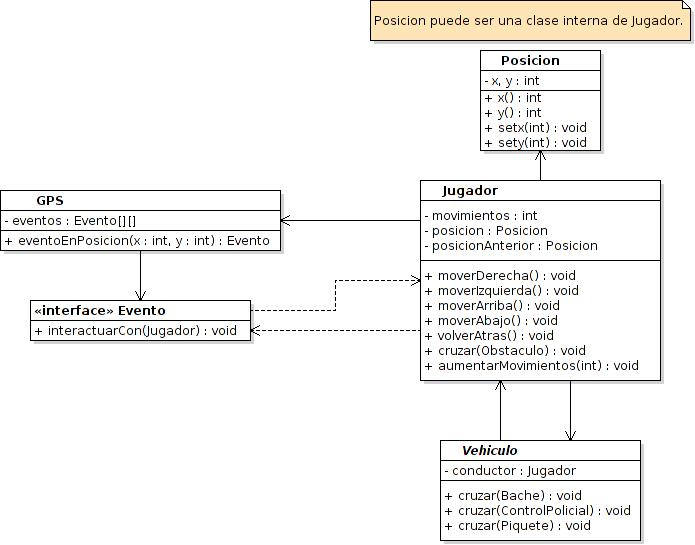 Posicion puede ser una clase interna de Jugador.
Posicion
- x, y : int
+ x() : int
+ y() : int
+ setx(int) : void
+ sety(int) : void
GPS
- eventos : Evento[][]
+ eventoEnPosicion(x : int, y : int) : Evento
Jugador
- movimientos : int
- posicion : Posicion
- posicionAnterior : Posicion
+ moverDerecha() : void
+ moverIzquierda() : void
+ moverArriba() : void
+ moverAbajo() : void
+ volverAtras() : void
+ cruzar(Obstaculo) : void
+ aumentarMovimientos(int) : void
«interface» Evento
+ interactuarCon(Jugador) : void
Vehiculo
- conductor : Jugador
+ cruzar(Bache) : void
+ cruzar(ControlPolicial) : void
+ cruzar(Piquete) : void